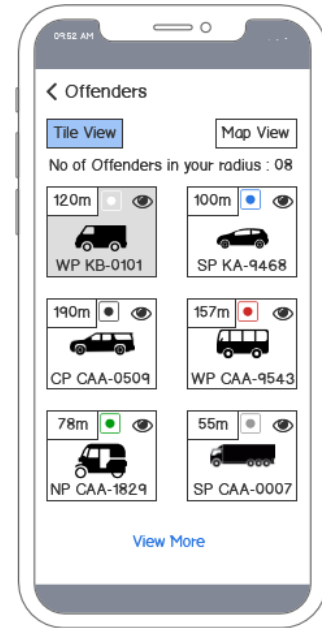 09:52 AM
Offenders
Tile View Map View
No of Offenders in your radius : 08
120m 100m
WP KB-0101 SP KA-9468
190m 157m
CP CAA-0509 WP CAA-9543
78m 55m
NP CAA-1829 SP CAA-0007
View More